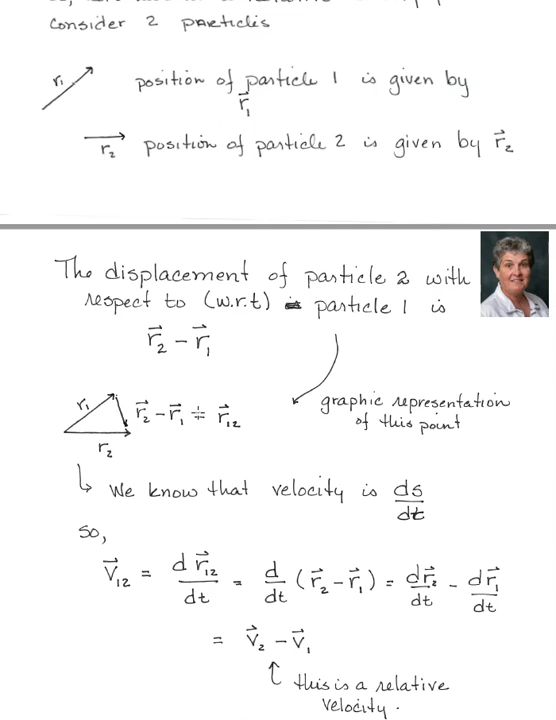 consider 2 particles
r₁ position of particle 1 is given by
r⃗₁
r₂ position of particle 2 is given by r⃗₂
The displacement of particle 2 with
respect to (w.r.t) particle 1 is
r⃗₂ − r⃗₁
r₁ r⃗₂ − r⃗₁ ≑ r⃗₁₂
r₂
graphic representation
of this point
↳ We know that velocity is ds/dt
so,
V⃗₁₂ = d r⃗₁₂/dt = d/dt (r⃗₂ − r⃗₁) = dr⃗₂/dt − dr⃗₁/dt
= V⃗₂ − V⃗₁
↑ this is a relative
velocity.